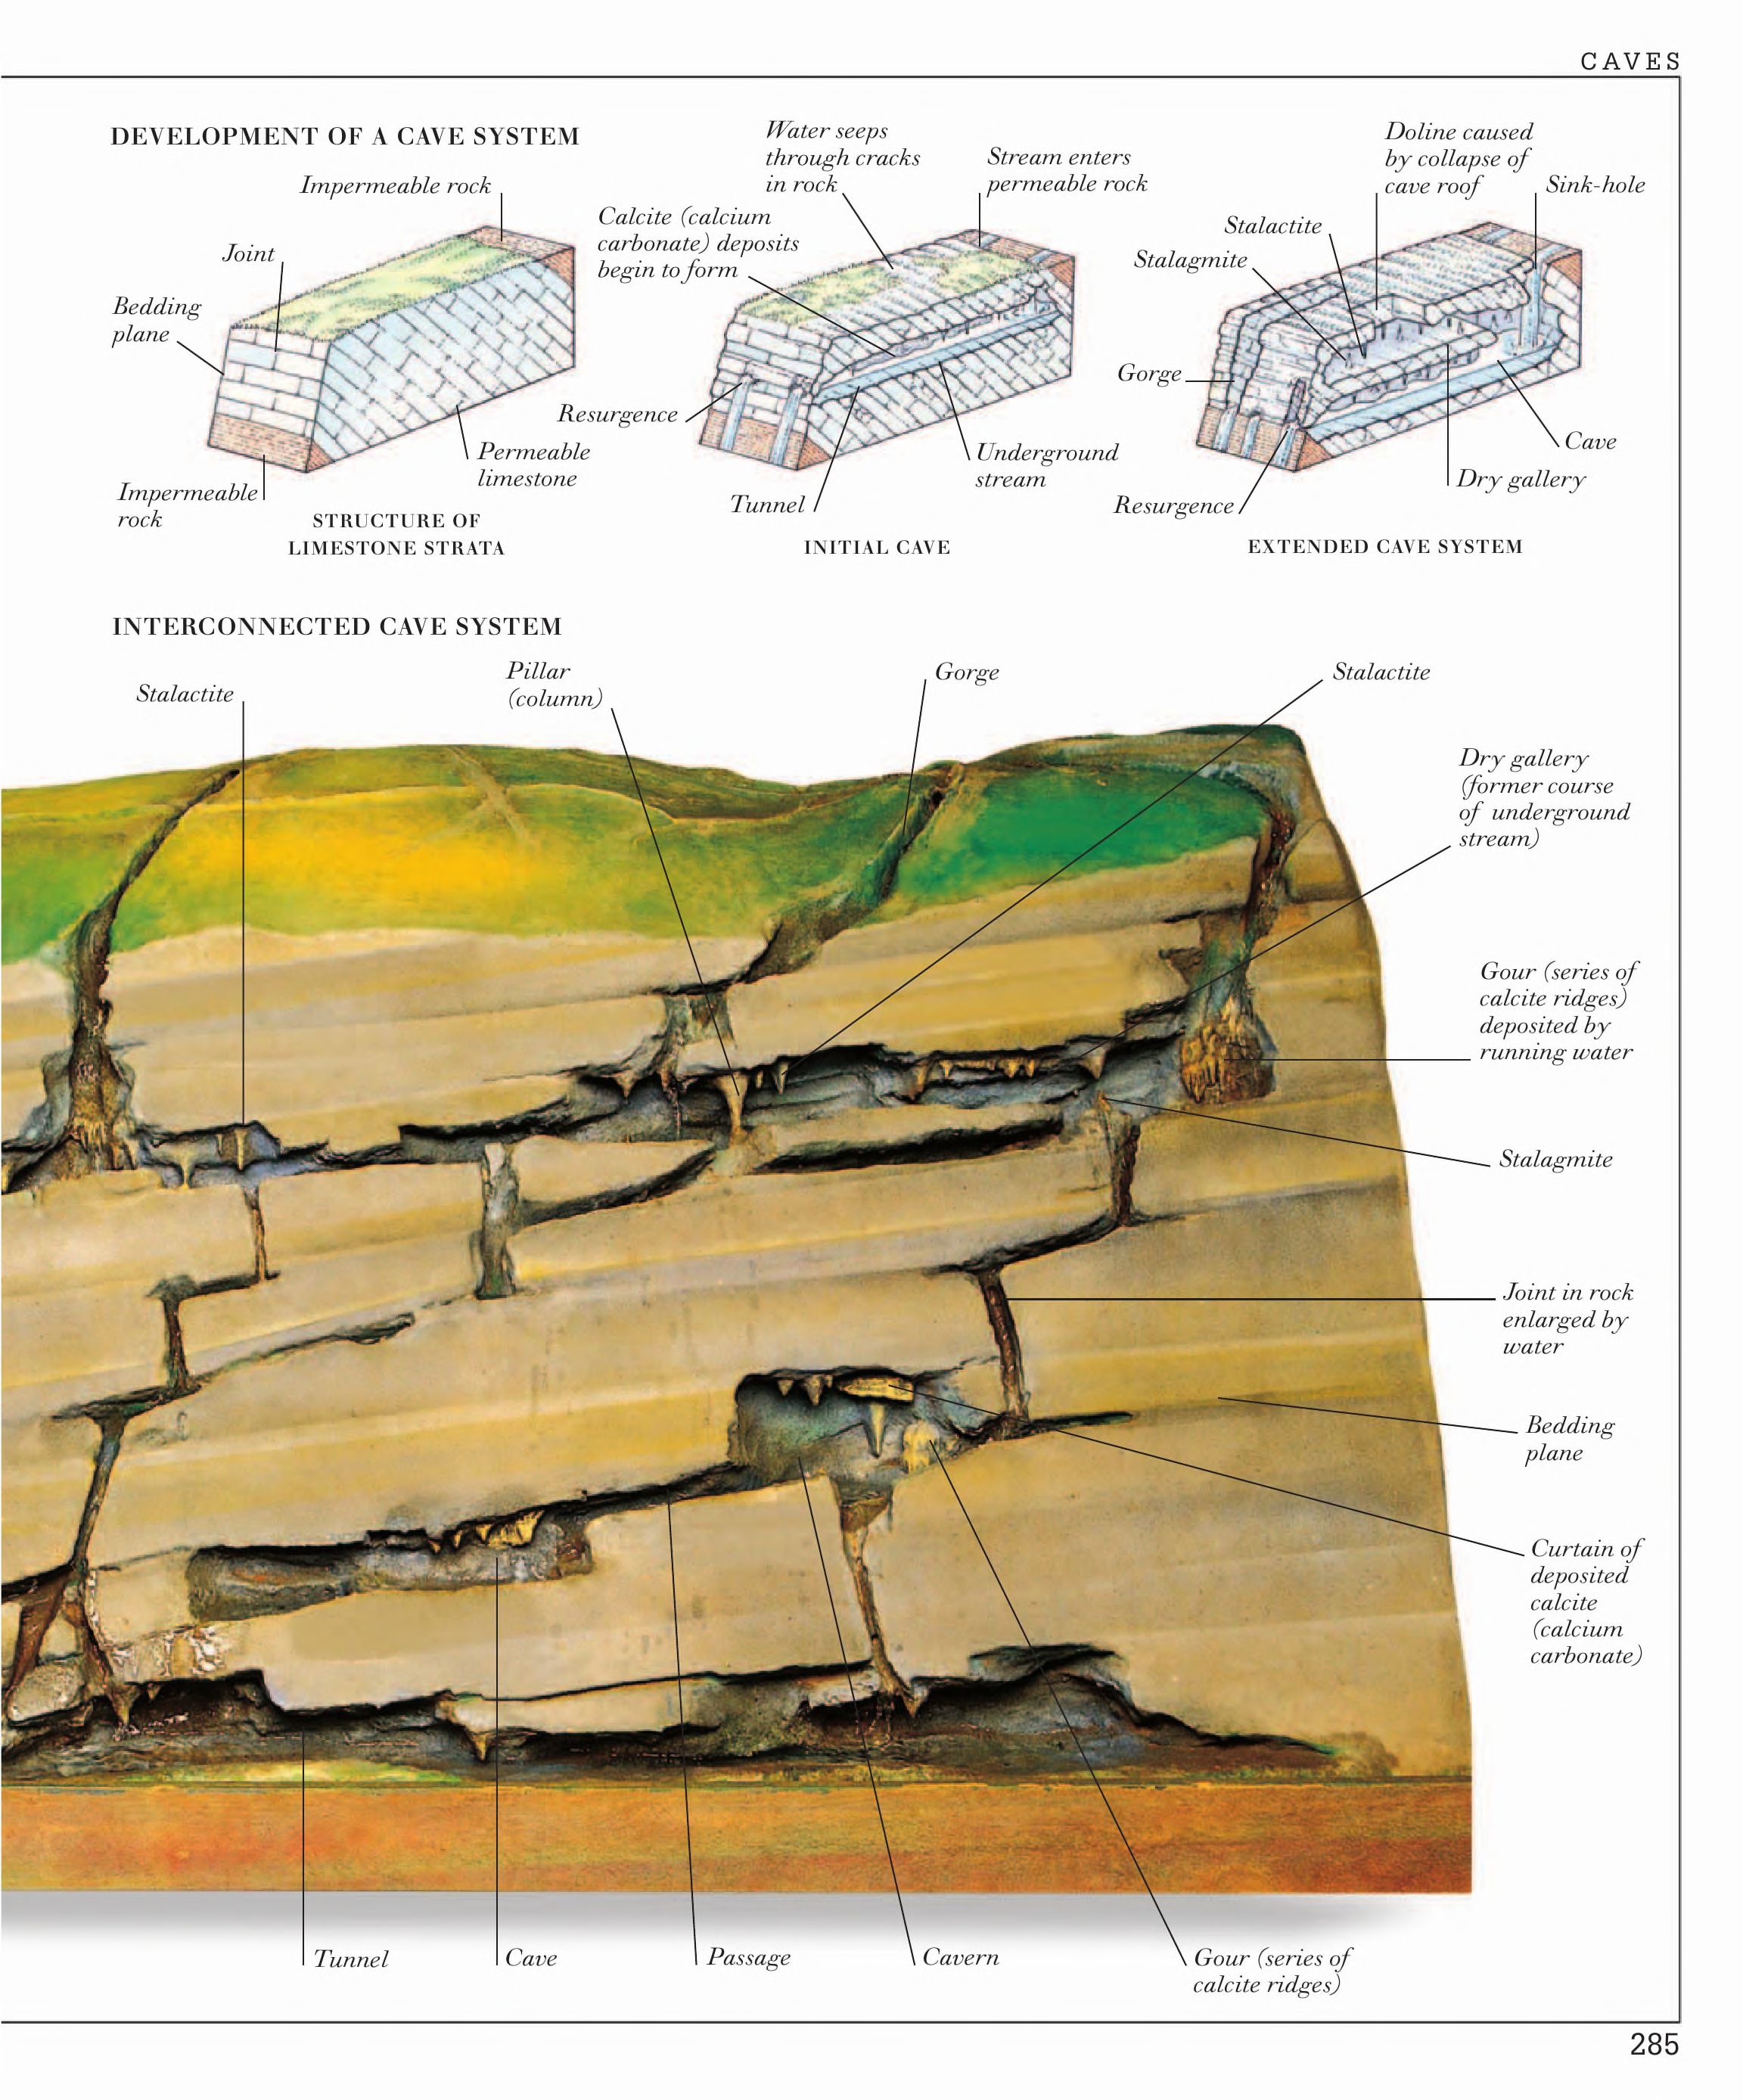 CAVES
DEVELOPMENT OF A CAVE SYSTEM
Impermeable rock
Joint
Bedding
plane
Impermeable
rock
Permeable
limestone
STRUCTURE OF
LIMESTONE STRATA
Water seeps
through cracks
in rock
Stream enters
permeable rock
Calcite (calcium
carbonate) deposits
begin to form
Resurgence
Tunnel
Underground
stream
INITIAL CAVE
Doline caused
by collapse of
cave roof
Sink-hole
Stalactite
Stalagmite
Gorge
Resurgence
Cave
Dry gallery
EXTENDED CAVE SYSTEM
INTERCONNECTED CAVE SYSTEM
Stalactite
Pillar
(column)
Gorge
Stalactite
Dry gallery
(former course
of underground
stream)
Gour (series of
calcite ridges)
deposited by
running water
Stalagmite
Joint in rock
enlarged by
water
Bedding
plane
Curtain of
deposited
calcite
(calcium
carbonate)
Tunnel
Cave
Passage
Cavern
Gour (series of
calcite ridges)
285